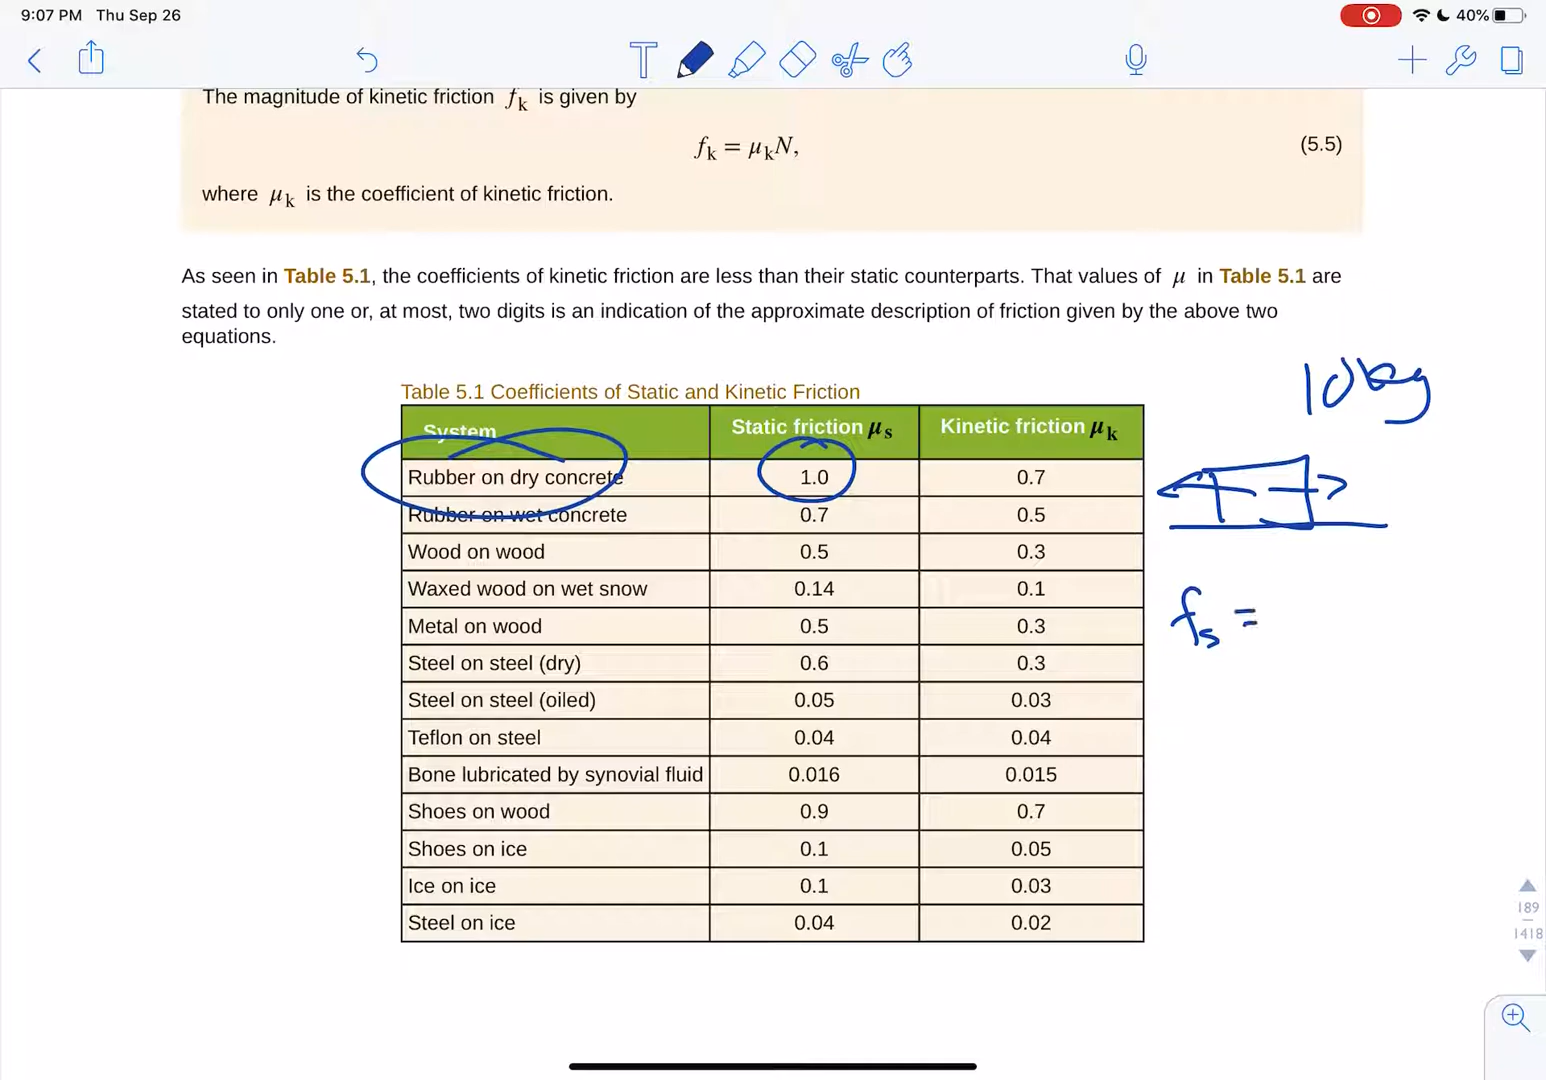 9:07 PM Thu Sep 26
40%
The magnitude of kinetic friction fk is given by
fk = μkN,
(5.5)
where μk is the coefficient of kinetic friction.
As seen in Table 5.1, the coefficients of kinetic friction are less than their static counterparts. That values of μ in Table 5.1 are
stated to only one or, at most, two digits is an indication of the approximate description of friction given by the above two
equations.
10kg
Table 5.1 Coefficients of Static and Kinetic Friction
System Static friction μs Kinetic friction μk
Rubber on dry concrete 1.0 0.7
Rubber on wet concrete 0.7 0.5
Wood on wood 0.5 0.3
Waxed wood on wet snow 0.14 0.1
Metal on wood 0.5 0.3
Steel on steel (dry) 0.6 0.3
Steel on steel (oiled) 0.05 0.03
Teflon on steel 0.04 0.04
Bone lubricated by synovial fluid 0.016 0.015
Shoes on wood 0.9 0.7
Shoes on ice 0.1 0.05
Ice on ice 0.1 0.03
Steel on ice 0.04 0.02
fs =
189
1418